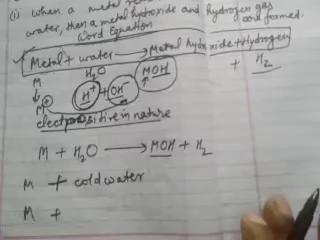 (i) When a metal
water, then a metal hydroxide and hydrogen gas
are formed.
Word Equation
✓ Metal + water → Metal hydroxide + Hydrogen
M H₂O MOH + H₂
↓ H⁺ + OH⁻
M⁺
electropositive in nature
M + H₂O → MOH + H₂
M + cold water
M +